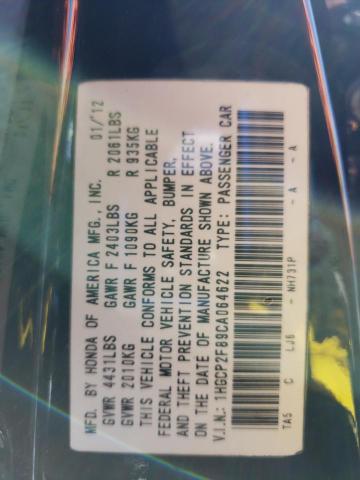 MFD. BY HONDA OF AMERICA MFG., INC. 01/'12
GVWR 4431LBS GAWR F 2403LBS R 2061LBS
GVWR 2010KG GAWR F 1090KG R 935KG
THIS VEHICLE CONFORMS TO ALL APPLICABLE
FEDERAL MOTOR VEHICLE SAFETY, BUMPER,
AND THEFT PREVENTION STANDARDS IN EFFECT
ON THE DATE OF MANUFACTURE SHOWN ABOVE.
V.I.N.: 1HGCP2F89CA064622 TYPE: PASSENGER CAR
TA5 C LJ6 - NH731P - A - A